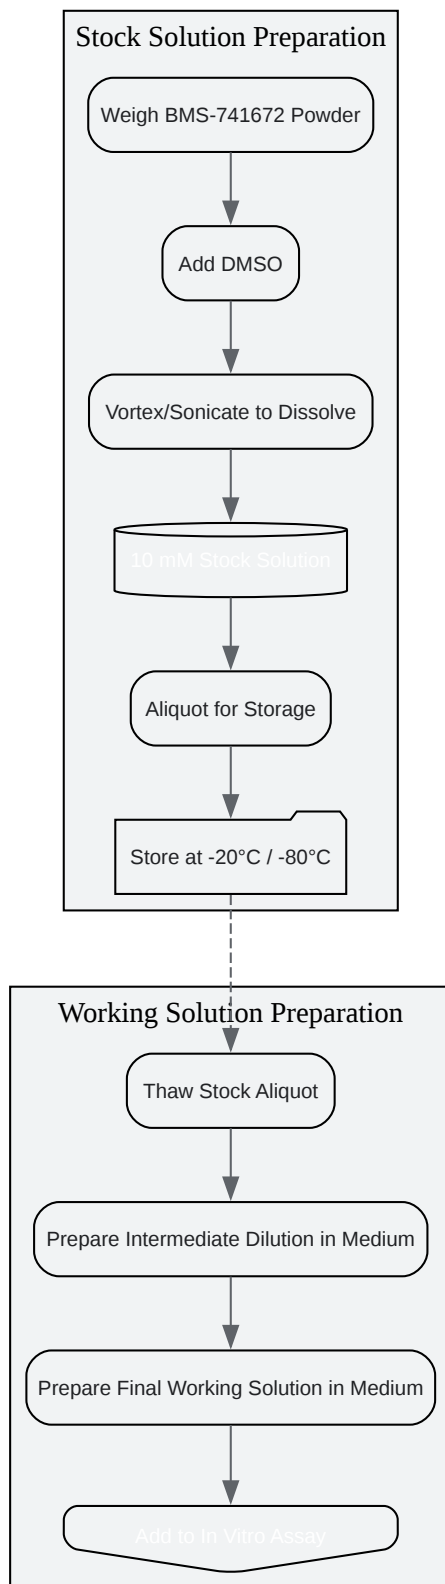 Stock Solution Preparation
Weigh BMS-741672 Powder
Add DMSO
Vortex/Sonicate to Dissolve
10 mM Stock Solution
Aliquot for Storage
Store at -20°C / -80°C
Working Solution Preparation
Thaw Stock Aliquot
Prepare Intermediate Dilution in Medium
Prepare Final Working Solution in Medium
Add to In Vitro Assay